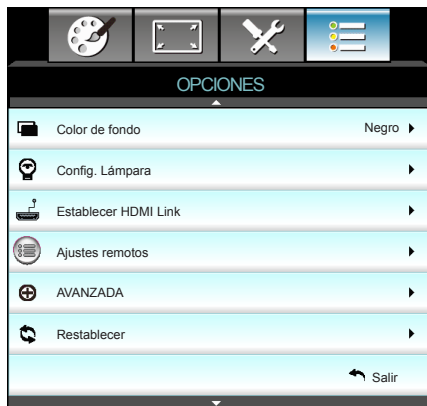 OPCIONES
Color de fondo Negro
Config. Lámpara
Establecer HDMI Link
Ajustes remotos
AVANZADA
Restablecer
Salir